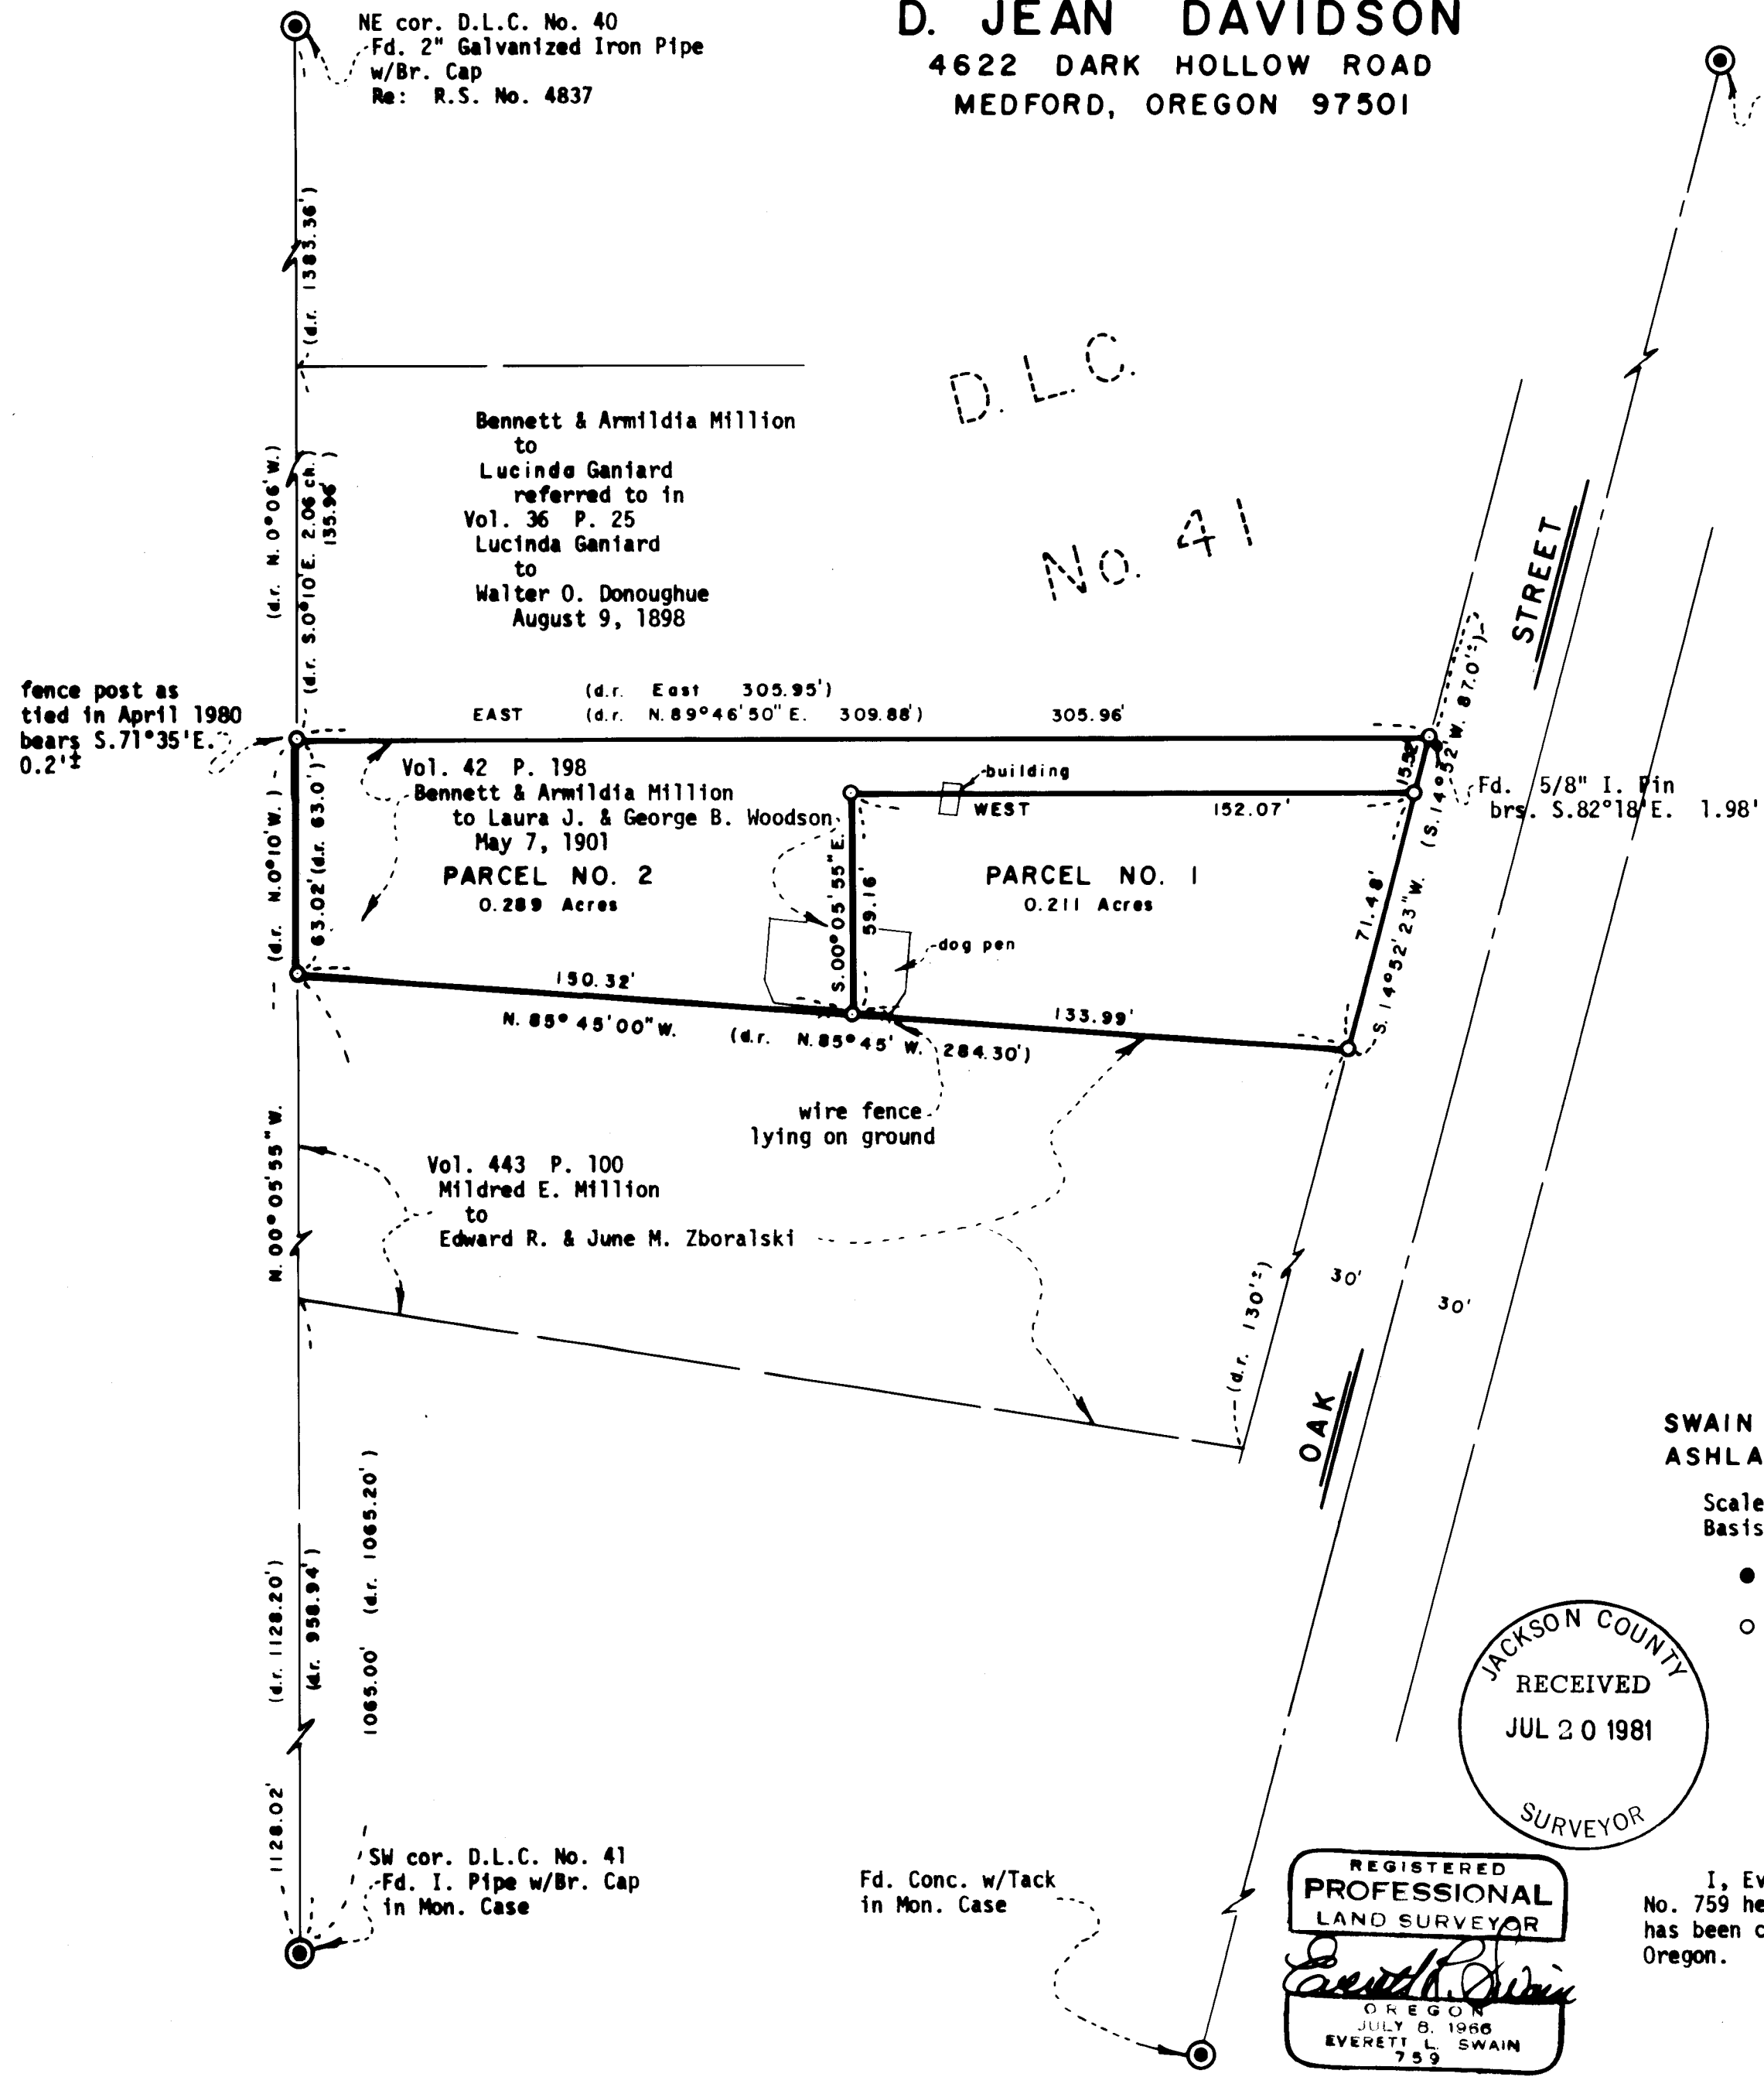 D. JEAN DAVIDSON
4622 DARK HOLLOW ROAD
MEDFORD, OREGON 97501
NE cor. D.L.C. No. 40
Fd. 2" Galvanized Iron Pipe
w/Br. Cap
Re: R.S. No. 4837
(d.r. 1383.36')
D.L.C.
No. 41
Bennett & Armildia Million
to
Lucinda Ganiard
referred to in
Vol. 36 P. 25
Lucinda Ganiard
to
Walter O. Donoughue
August 9, 1898
(d.r. N. 0°06' W.)
(d.r. S.0°10'E. 2.06 ch.)
135.96'
STREET
fence post as
tied in April 1980
bears S.71°35'E.
0.2'±
(d.r. East 305.95')
EAST (d.r. N. 89°46'50" E. 309.88') 305.96'
(S. 14°52' W. 87.0'±)
15.52'
Fd. 5/8" I. Pin
brs. S.82°18'E. 1.98'
Vol. 42 P. 198
Bennett & Armildia Million
to Laura J. & George B. Woodson
May 7, 1901
building
WEST 152.07'
PARCEL NO. 2
0.289 Acres
PARCEL NO. 1
0.211 Acres
(d.r. N.0°10'W.)
63.02' (d.r. 63.0')
S.00°05'55"E.
59.16'
dog pen
71.48'
S. 14°52'23"W.
150.32'
133.99'
N. 85°45'00" W.
(d.r. N.85°45' W. 284.30')
wire fence
lying on ground
N. 00°05'55" W.
Vol. 443 P. 100
Mildred E. Million
to
Edward R. & June M. Zboralski
(d.r. 130'±)
30'
30'
OAK
SWAIN
ASHLA
Scale
Basis
(d.r. 1128.20')
(d.r. 958.94')
1065.00' (d.r. 1065.20')
1128.02'
JACKSON COUNTY
RECEIVED
JUL 20 1981
SURVEYOR
SW cor. D.L.C. No. 41
Fd. I. Pipe w/Br. Cap
in Mon. Case
Fd. Conc. w/Tack
in Mon. Case
REGISTERED
PROFESSIONAL
LAND SURVEYOR
Everett L. Swain
OREGON
JULY 8, 1966
EVERETT L. SWAIN
759
I, Ev
No. 759 he
has been c
Oregon.